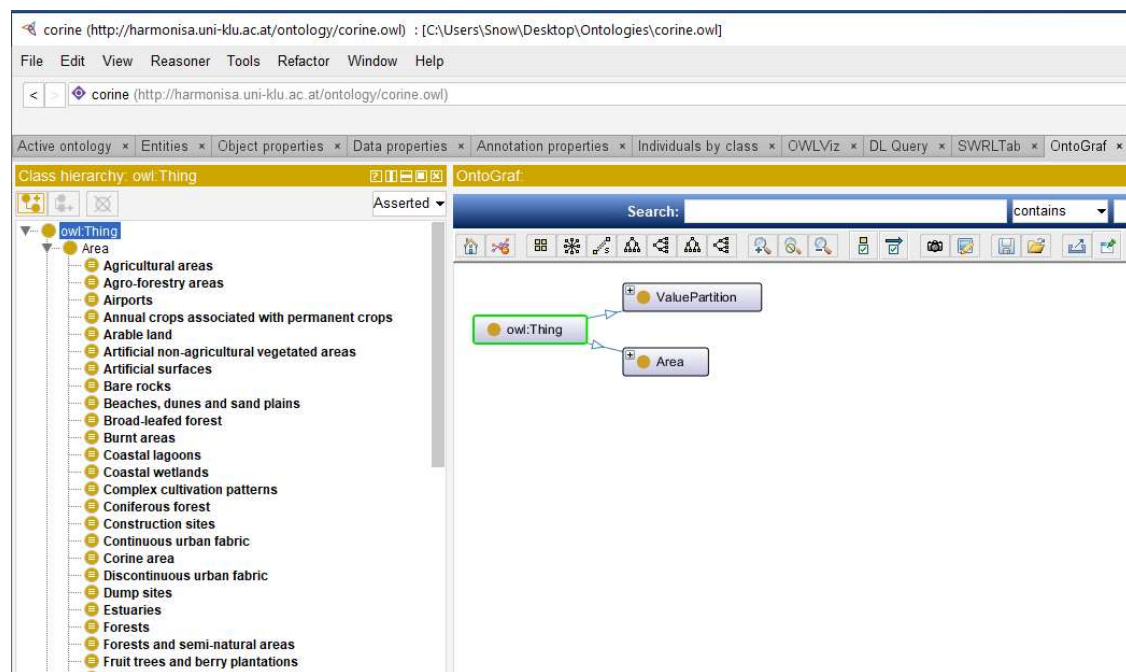 corine (http://harmonisa.uni-klu.ac.at/ontology/corine.owl) : [C:\Users\Snow\Desktop\Ontologies\corine.owl]
File Edit View Reasoner Tools Refactor Window Help
< > corine (http://harmonisa.uni-klu.ac.at/ontology/corine.owl)
Active ontology × Entities × Object properties × Data properties × Annotation properties × Individuals by class × OWLViz × DL Query × SWRLTab × OntoGraf ×
Class hierarchy: owl:Thing
Asserted
owl:Thing
Area
Agricultural areas
Agro-forestry areas
Airports
Annual crops associated with permanent crops
Arable land
Artificial non-agricultural vegetated areas
Artificial surfaces
Bare rocks
Beaches, dunes and sand plains
Broad-leafed forest
Burnt areas
Coastal lagoons
Coastal wetlands
Complex cultivation patterns
Coniferous forest
Construction sites
Continuous urban fabric
Corine area
Discontinuous urban fabric
Dump sites
Estuaries
Forests
Forests and semi-natural areas
Fruit trees and berry plantations
OntoGraf:
Search: contains
ValuePartition
owl:Thing
Area